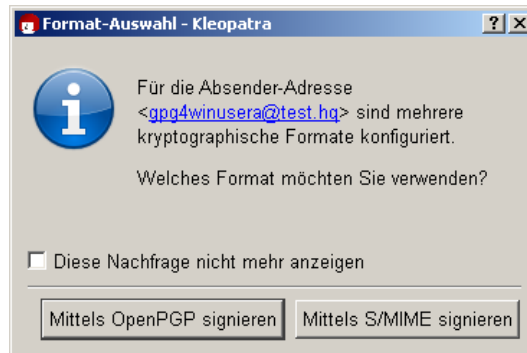 Format-Auswahl - Kleopatra
Für die Absender-Adresse
<gpg4winusera@test.hq> sind mehrere
kryptographische Formate konfiguriert.
Welches Format möchten Sie verwenden?
Diese Nachfrage nicht mehr anzeigen
Mittels OpenPGP signieren
Mittels S/MIME signieren